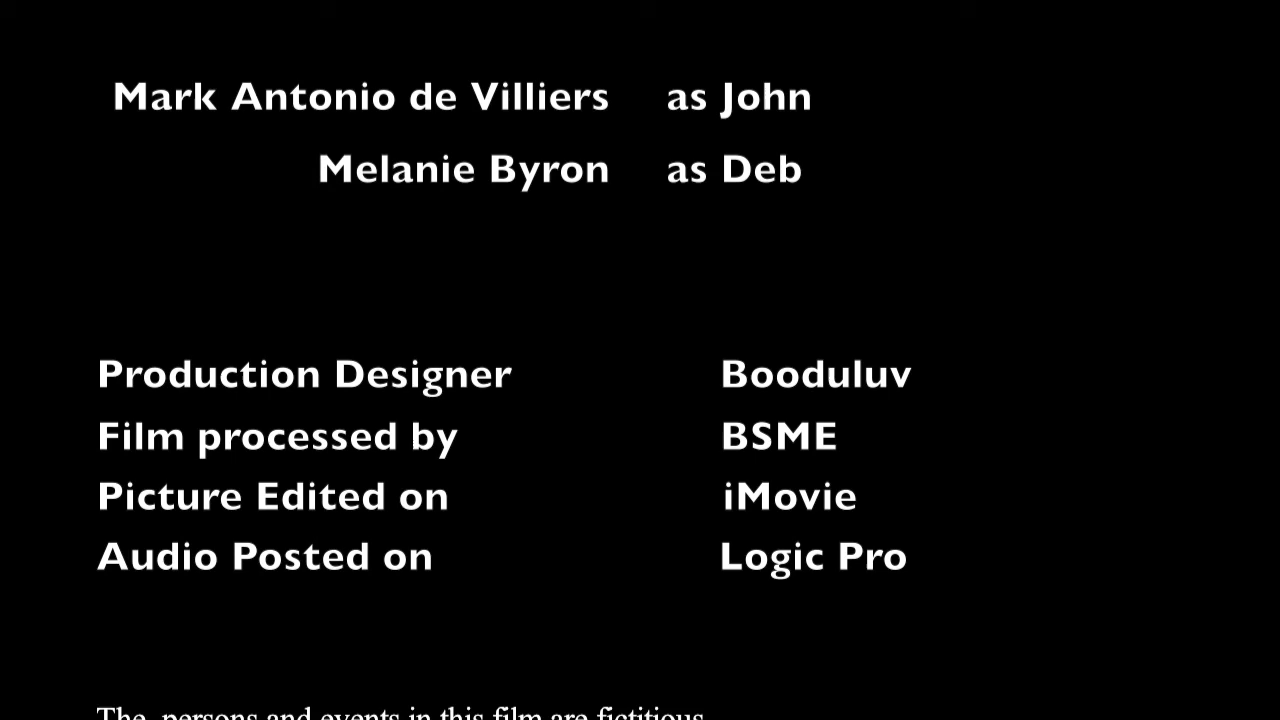 Mark Antonio de Villiers as John
Melanie Byron as Deb
Production Designer Booduluv
Film processed by BSME
Picture Edited on iMovie
Audio Posted on Logic Pro
The persons and events in this film are fictitious